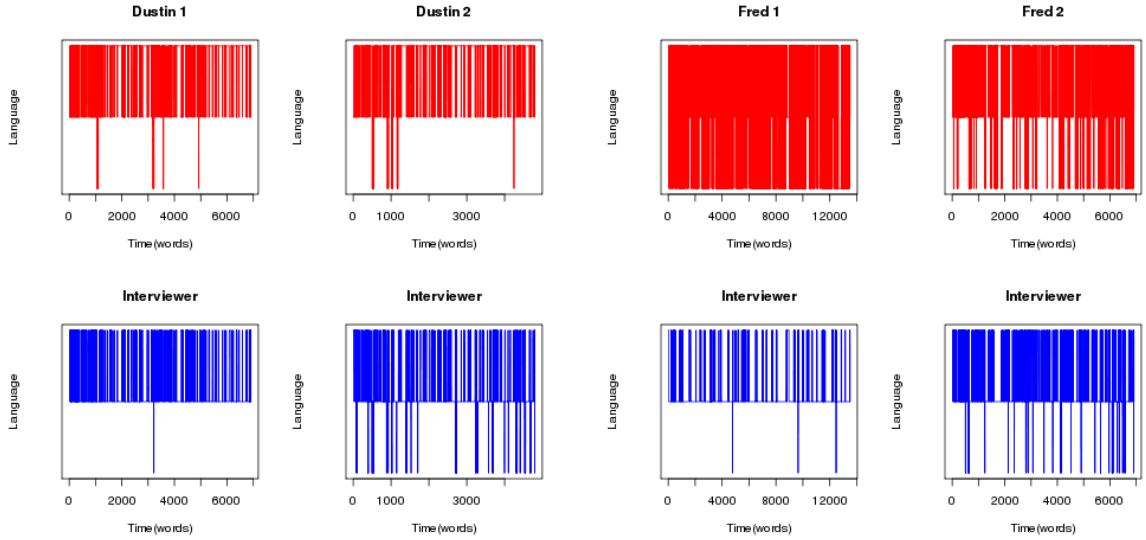 Dustin 1
Dustin 2
Fred 1
Fred 2
Language
Language
Language
Language
0 2000 4000 6000
0 1000 3000
0 4000 8000 12000
0 2000 4000 6000
Time(words)
Time(words)
Time(words)
Time(words)
Interviewer
Interviewer
Interviewer
Interviewer
Language
Language
Language
Language
0 2000 4000 6000
0 1000 3000
0 4000 8000 12000
0 2000 4000 6000
Time(words)
Time(words)
Time(words)
Time(words)